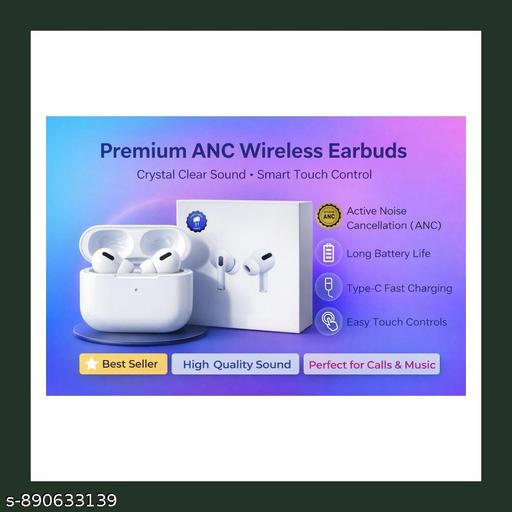 Premium ANC Wireless Earbuds
Crystal Clear Sound • Smart Touch Control
ANC
Active Noise
Cancellation (ANC)
Long Battery Life
Type-C Fast Charging
Easy Touch Controls
Best Seller
High Quality Sound
Perfect for Calls & Music
s-890633139